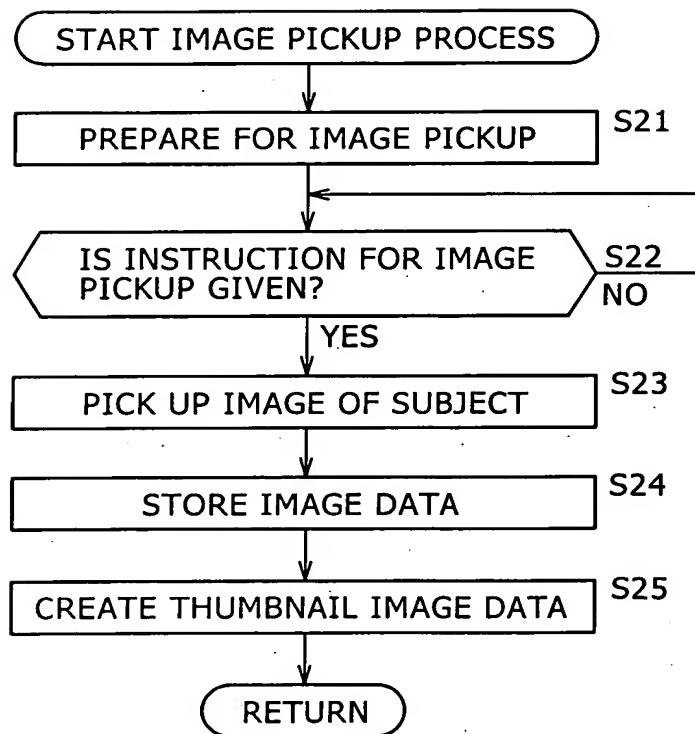 START IMAGE PICKUP PROCESS
PREPARE FOR IMAGE PICKUP
S21
IS INSTRUCTION FOR IMAGE
PICKUP GIVEN?
S22
NO
YES
PICK UP IMAGE OF SUBJECT
S23
STORE IMAGE DATA
S24
CREATE THUMBNAIL IMAGE DATA
S25
RETURN